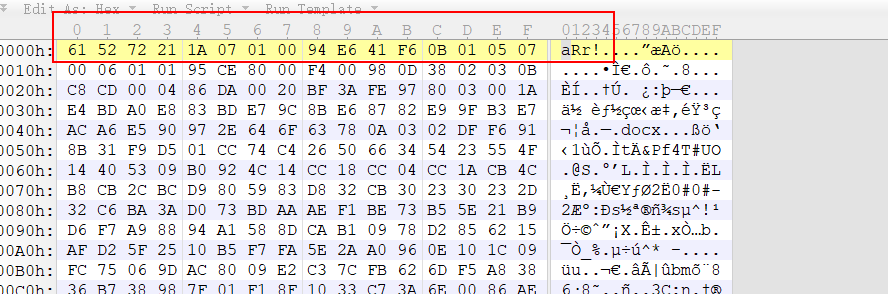 Edit As: Hex Run Script Run Template
0 1 2 3 4 5 6 7 8 9 A B C D E F 0123456789ABCDEF
0000h: 61 52 72 21 1A 07 01 00 94 E6 41 F6 0B 01 05 07 aRr!....”æAö....
0010h: 00 06 01 01 95 CE 80 00 F4 00 98 0D 38 02 03 0B ....•Î€.ô.˜.8...
0020h: C8 CD 00 04 86 DA 00 20 BF 3A FE 97 80 03 00 1A ÈÍ..†Ú. ¿:þ—€...
0030h: E4 BD A0 E8 83 BD E7 9C 8B E6 87 82 E9 9F B3 E7 ä½ èƒ½çœ‹æ‡‚éŸ³ç
0040h: AC A6 E5 90 97 2E 64 6F 63 78 0A 03 02 DF F6 91 ¬¦å.—.docx...ßö‘
0050h: 8B 31 F9 D5 01 CC 74 C4 26 50 66 34 54 23 55 4F ‹1ùÕ.ÌtÄ&Pf4T#UO
0060h: 14 40 53 09 B0 92 4C 14 CC 18 CC 04 CC 1A CB 4C .@S.°’L.Ì.Ì.Ì.ËL
0070h: B8 CB 2C BC D9 80 59 83 D8 32 CB 30 23 30 23 2D ¸Ë,¼Ù€YƒØ2Ë0#0#-
0080h: 32 C6 BA 3A D0 73 BD AA AE F1 BE 73 B5 5E 21 B9 2Æº:Ðs½ª®ñ¾sµ^!¹
0090h: D6 F7 A9 88 94 A1 58 8D CA B1 09 78 D2 85 62 15 Ö÷©ˆ”¡X.Ê±.xÒ…b.
00A0h: AF D2 5F 25 10 B5 F7 FA 5E 2A A0 96 0E 10 1C 09 ¯Ò_%.µ÷ú^* –....
00B0h: FC 75 06 9D AC 80 09 E2 C3 7C FB 62 6D F5 A8 38 üu..¬€.âÃ|ûbmõ¨8
00C0h: 36 B7 38 98 7F 01 F1 8F 10 33 C7 3A 6E 00 86 AE 6·8˜..ñ..3Ç:n.†®